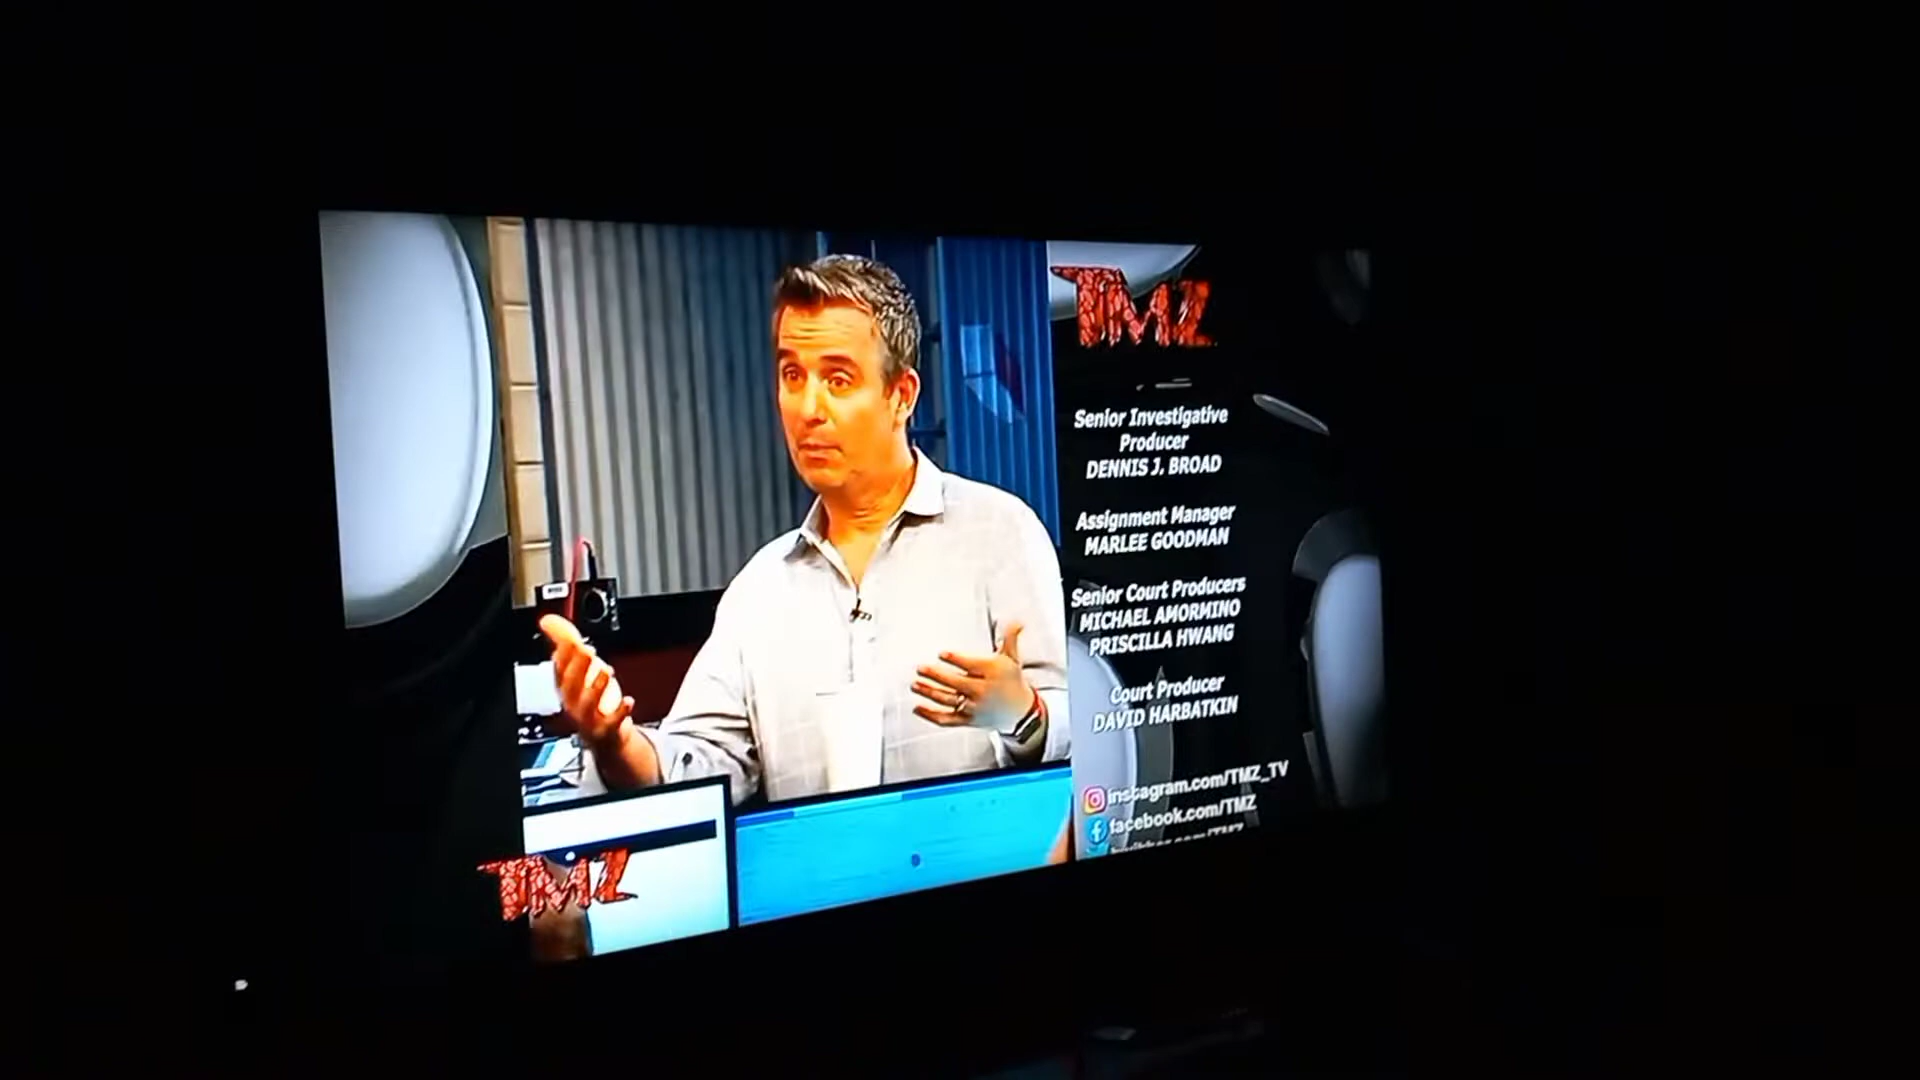 TMZ
Senior Investigative
Producer
DENNIS J. BROAD
Assignment Manager
MARLEE GOODMAN
Senior Court Producers
MICHAEL AMORMINO
PRISCILLA HWANG
Court Producer
DAVID HARBATKIN
instagram.com/TMZ_TV
facebook.com/TMZ
TMZ